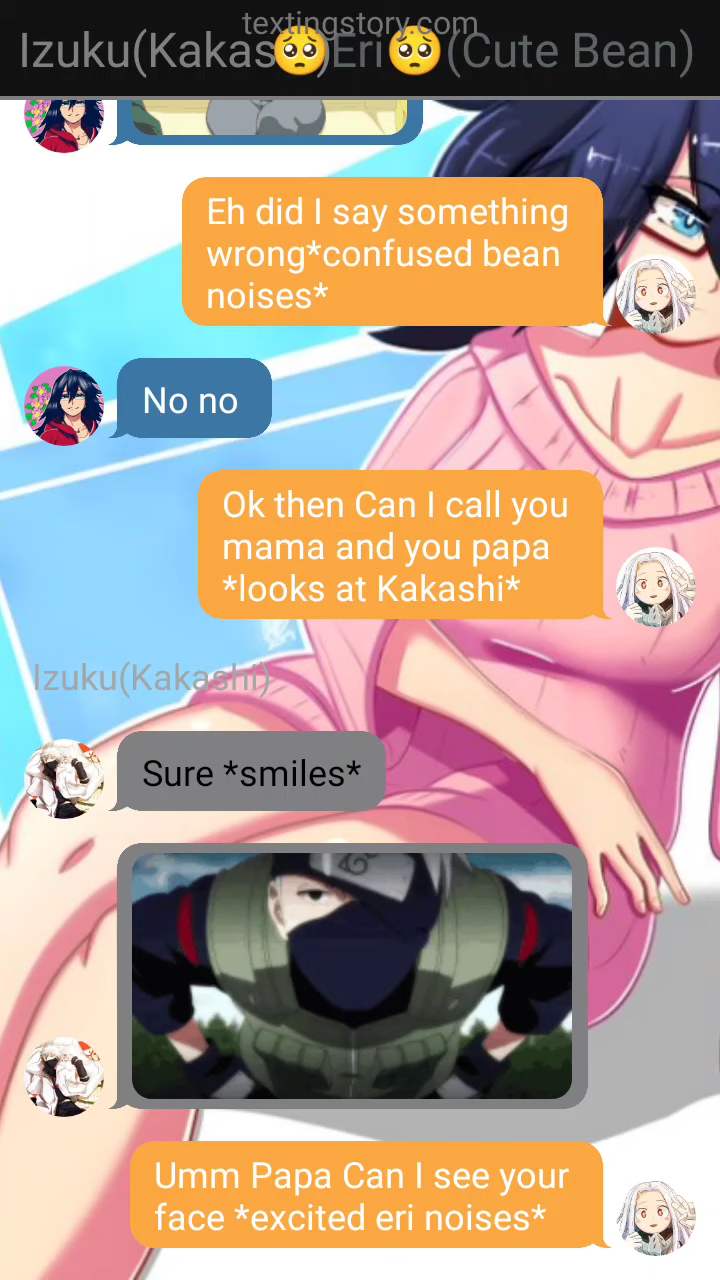 textingstory.com
Izuku(Kakas🥺)Eri🥺(Cute Bean)
Eh did I say something
wrong*confused bean
noises*
No no
Ok then Can I call you
mama and you papa
*looks at Kakashi*
Izuku(Kakashi)
Sure *smiles*
Umm Papa Can I see your
face *excited eri noises*